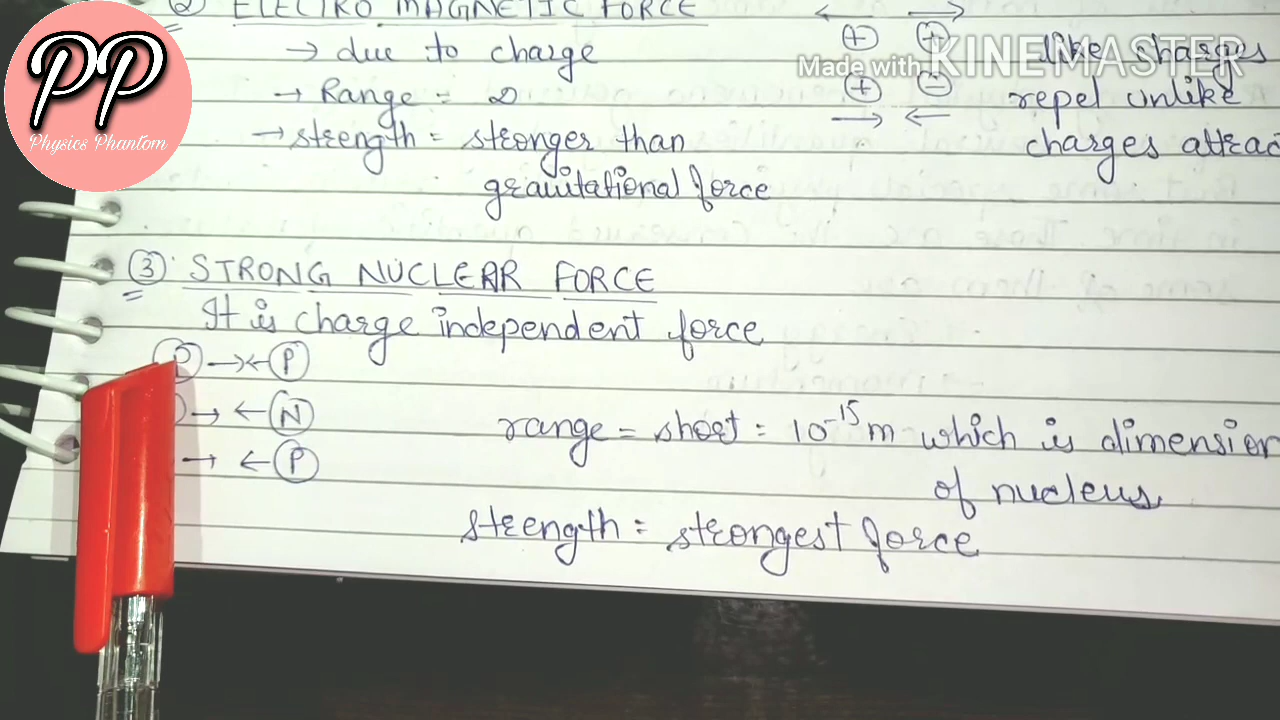 ② ELECTRO MAGNETIC FORCE
→ due to charge
→ Range = ∞
→ strength = stronger than
gravitational force
← →
⊕ ⊕ like charges
⊕ ⊖ repel unlike
→ ← charges attrac
③ STRONG NUCLEAR FORCE
It is charge independent force
P → ← P
→ ← N
→ ← P
range = short = 10⁻¹⁵ m which is dimension
of nucleus
strength = strongest force
PP
Physics Phantom
Made with KINEMASTER